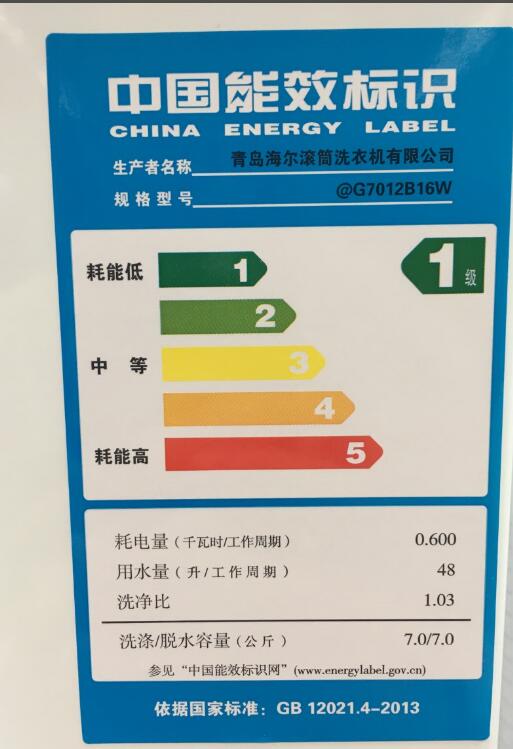 中国能效标识
CHINA ENERGY LABEL
生产者名称 青岛海尔滚筒洗衣机有限公司
规格型号 @G7012B16W
耗能低 1 1级
2
中 等 3
4
耗能高 5
耗电量（千瓦时/工作周期） 0.600
用水量（升/工作周期） 48
洗净比 1.03
洗涤/脱水容量（公斤） 7.0/7.0
参见“中国能效标识网”(www.energylabel.gov.cn)
依据国家标准：GB 12021.4-2013